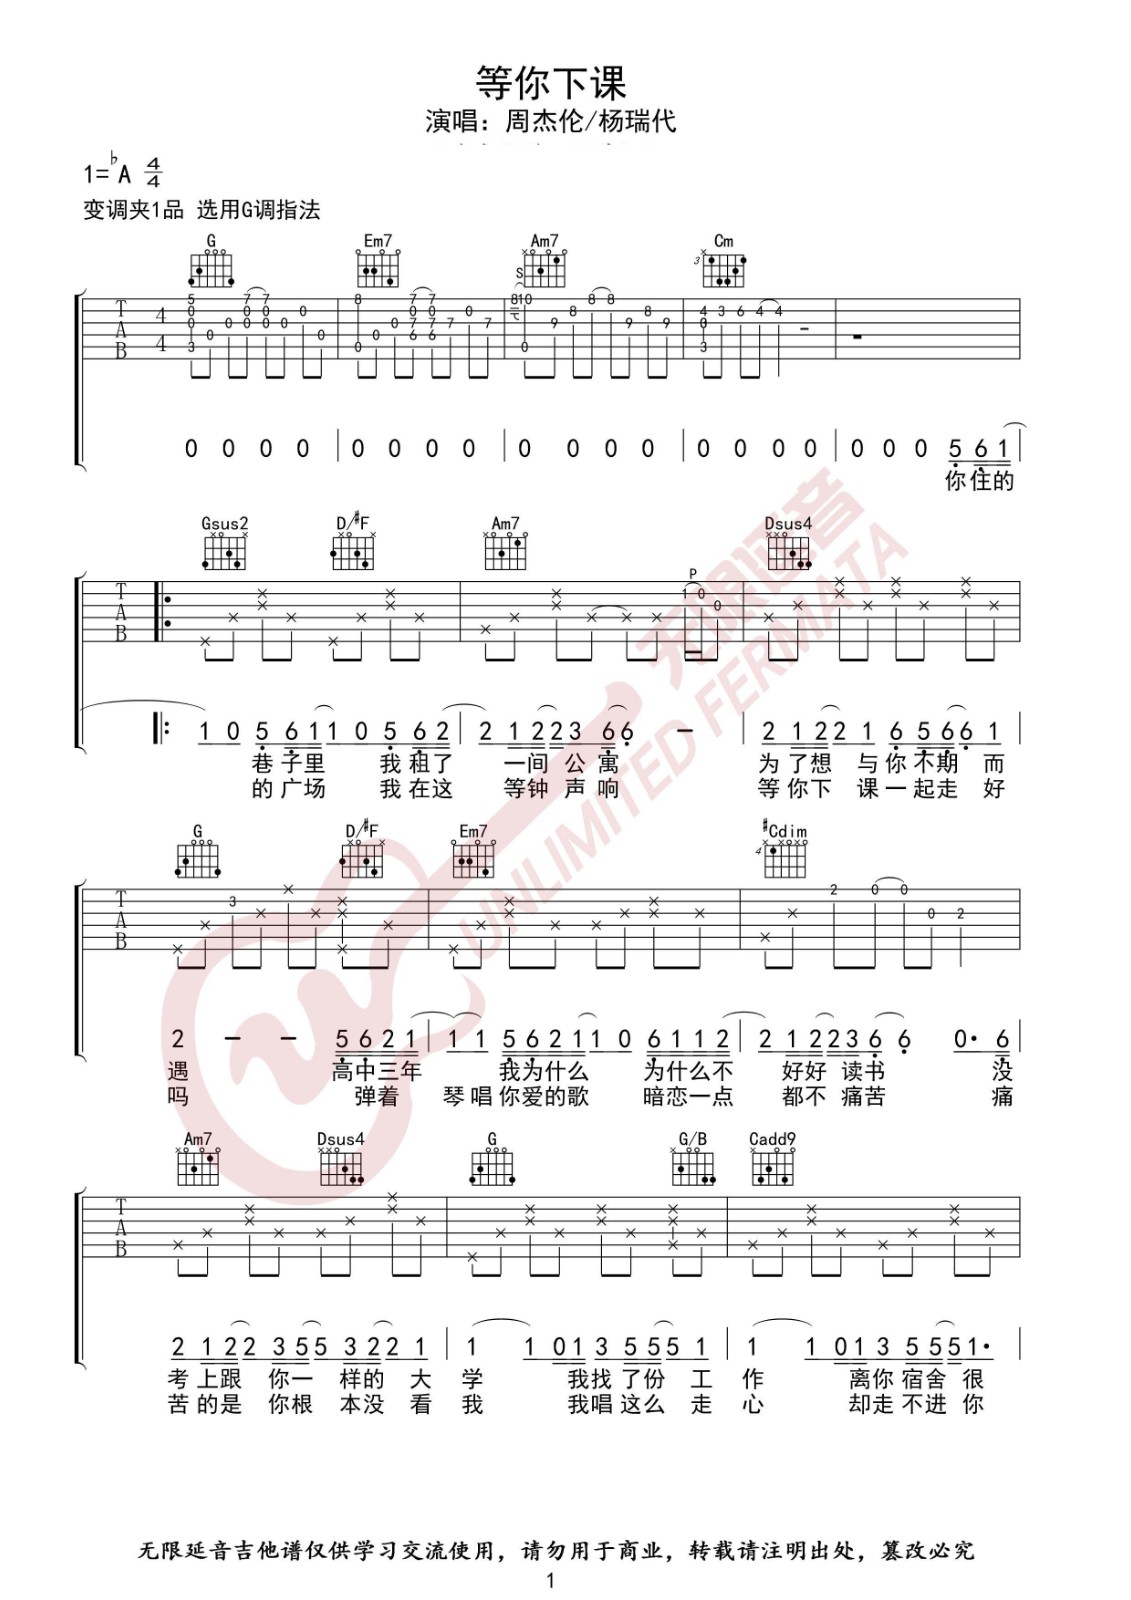 等你下课
演唱：周杰伦/杨瑞代
1=♭A 4/4
变调夹1品 选用G调指法
G Em7 Am7 Cm
0 0 0 0 | 0 0 0 0 | 0 0 0 0 | 0 0 0 0 | 0 0 0 5 6 1
你住的
Gsus2 D/#F Am7 Dsus4
P
1 0 5 6 1 1 0 5 6 2 | 2 1 2 2 3 6 6 - | 2 1 2 2 1 6 5 6 6 1
巷子里 我租了 一间公寓 为了想 与你不期而
的广场 我在这 等钟声响 等你下 课一起走好
G D/#F Em7 #Cdim
2 - - 5 6 2 1 | 1 1 5 6 2 1 1 0 6 1 1 2 | 2 1 2 2 3 6 6 0· 6
遇 高中三年 我为什么 为什么不 好好读书 没
吗 弹着 琴唱你爱的歌 暗恋一点 都不痛苦 痛
Am7 Dsus4 G G/B Cadd9
2 1 2 2 3 5 5 3 2 2 1 | 1 1 0 1 3 5 5 5 1 | 1 1 0 1 3 5 5 5 1·
考上跟 你一 样的 大学 我找了份工作 离你宿舍很
苦的是 你根 本没 看我 我唱这么走心 却走不进你
无限延音
UNLIMITED FERMATA
无限延音吉他谱仅供学习交流使用，请勿用于商业，转载请注明出处，篡改必究
1